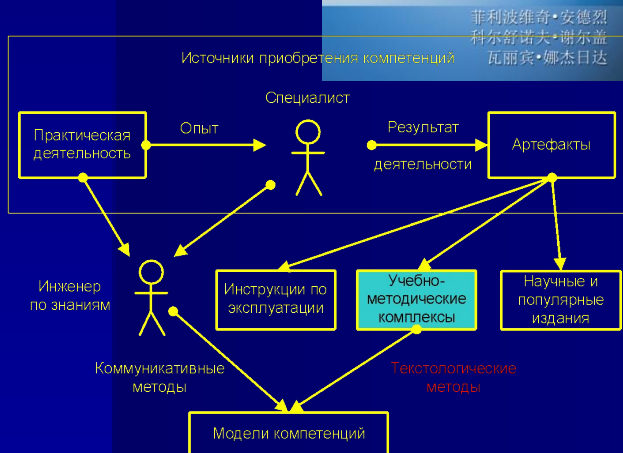 菲利波维奇•安德烈
科尔舒诺夫•谢尔盖
瓦丽宾•娜杰日达
Источники приобретения компетенций
Специалист
Практическая
деятельность
Опыт
Результат
деятельности
Артефакты
Инженер
по знаниям
Инструкции по
эксплуатации
Учебно-
методические
комплексы
Научные и
популярные
издания
Коммуникативные
методы
Текстологические
методы
Модели компетенций